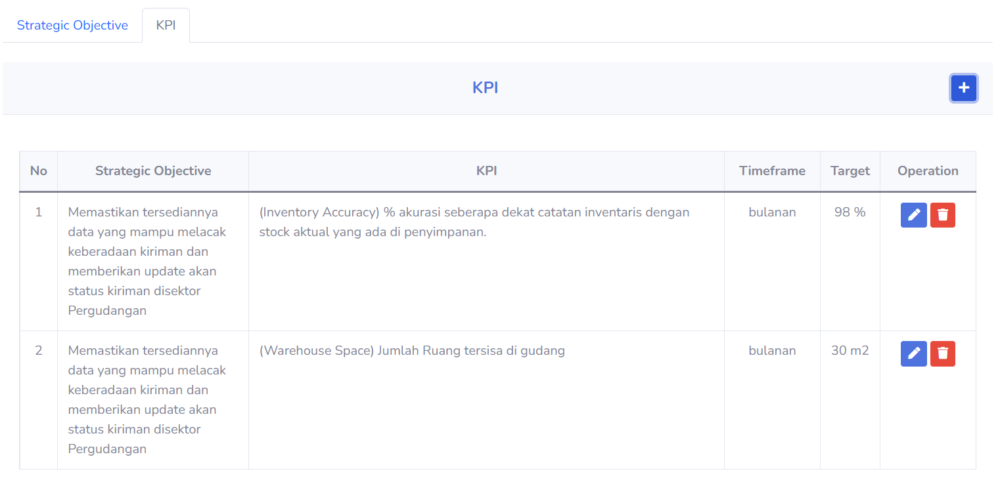 Strategic Objective
KPI
KPI
No
Strategic Objective
KPI
Timeframe
Target
Operation
1
Memastikan tersediannya
data yang mampu melacak
keberadaan kiriman dan
memberikan update akan
status kiriman disektor
Pergudangan
(Inventory Accuracy) % akurasi seberapa dekat catatan inventaris dengan
stock aktual yang ada di penyimpanan.
bulanan
98 %
2
Memastikan tersediannya
data yang mampu melacak
keberadaan kiriman dan
memberikan update akan
status kiriman disektor
Pergudangan
(Warehouse Space) Jumlah Ruang tersisa di gudang
bulanan
30 m2